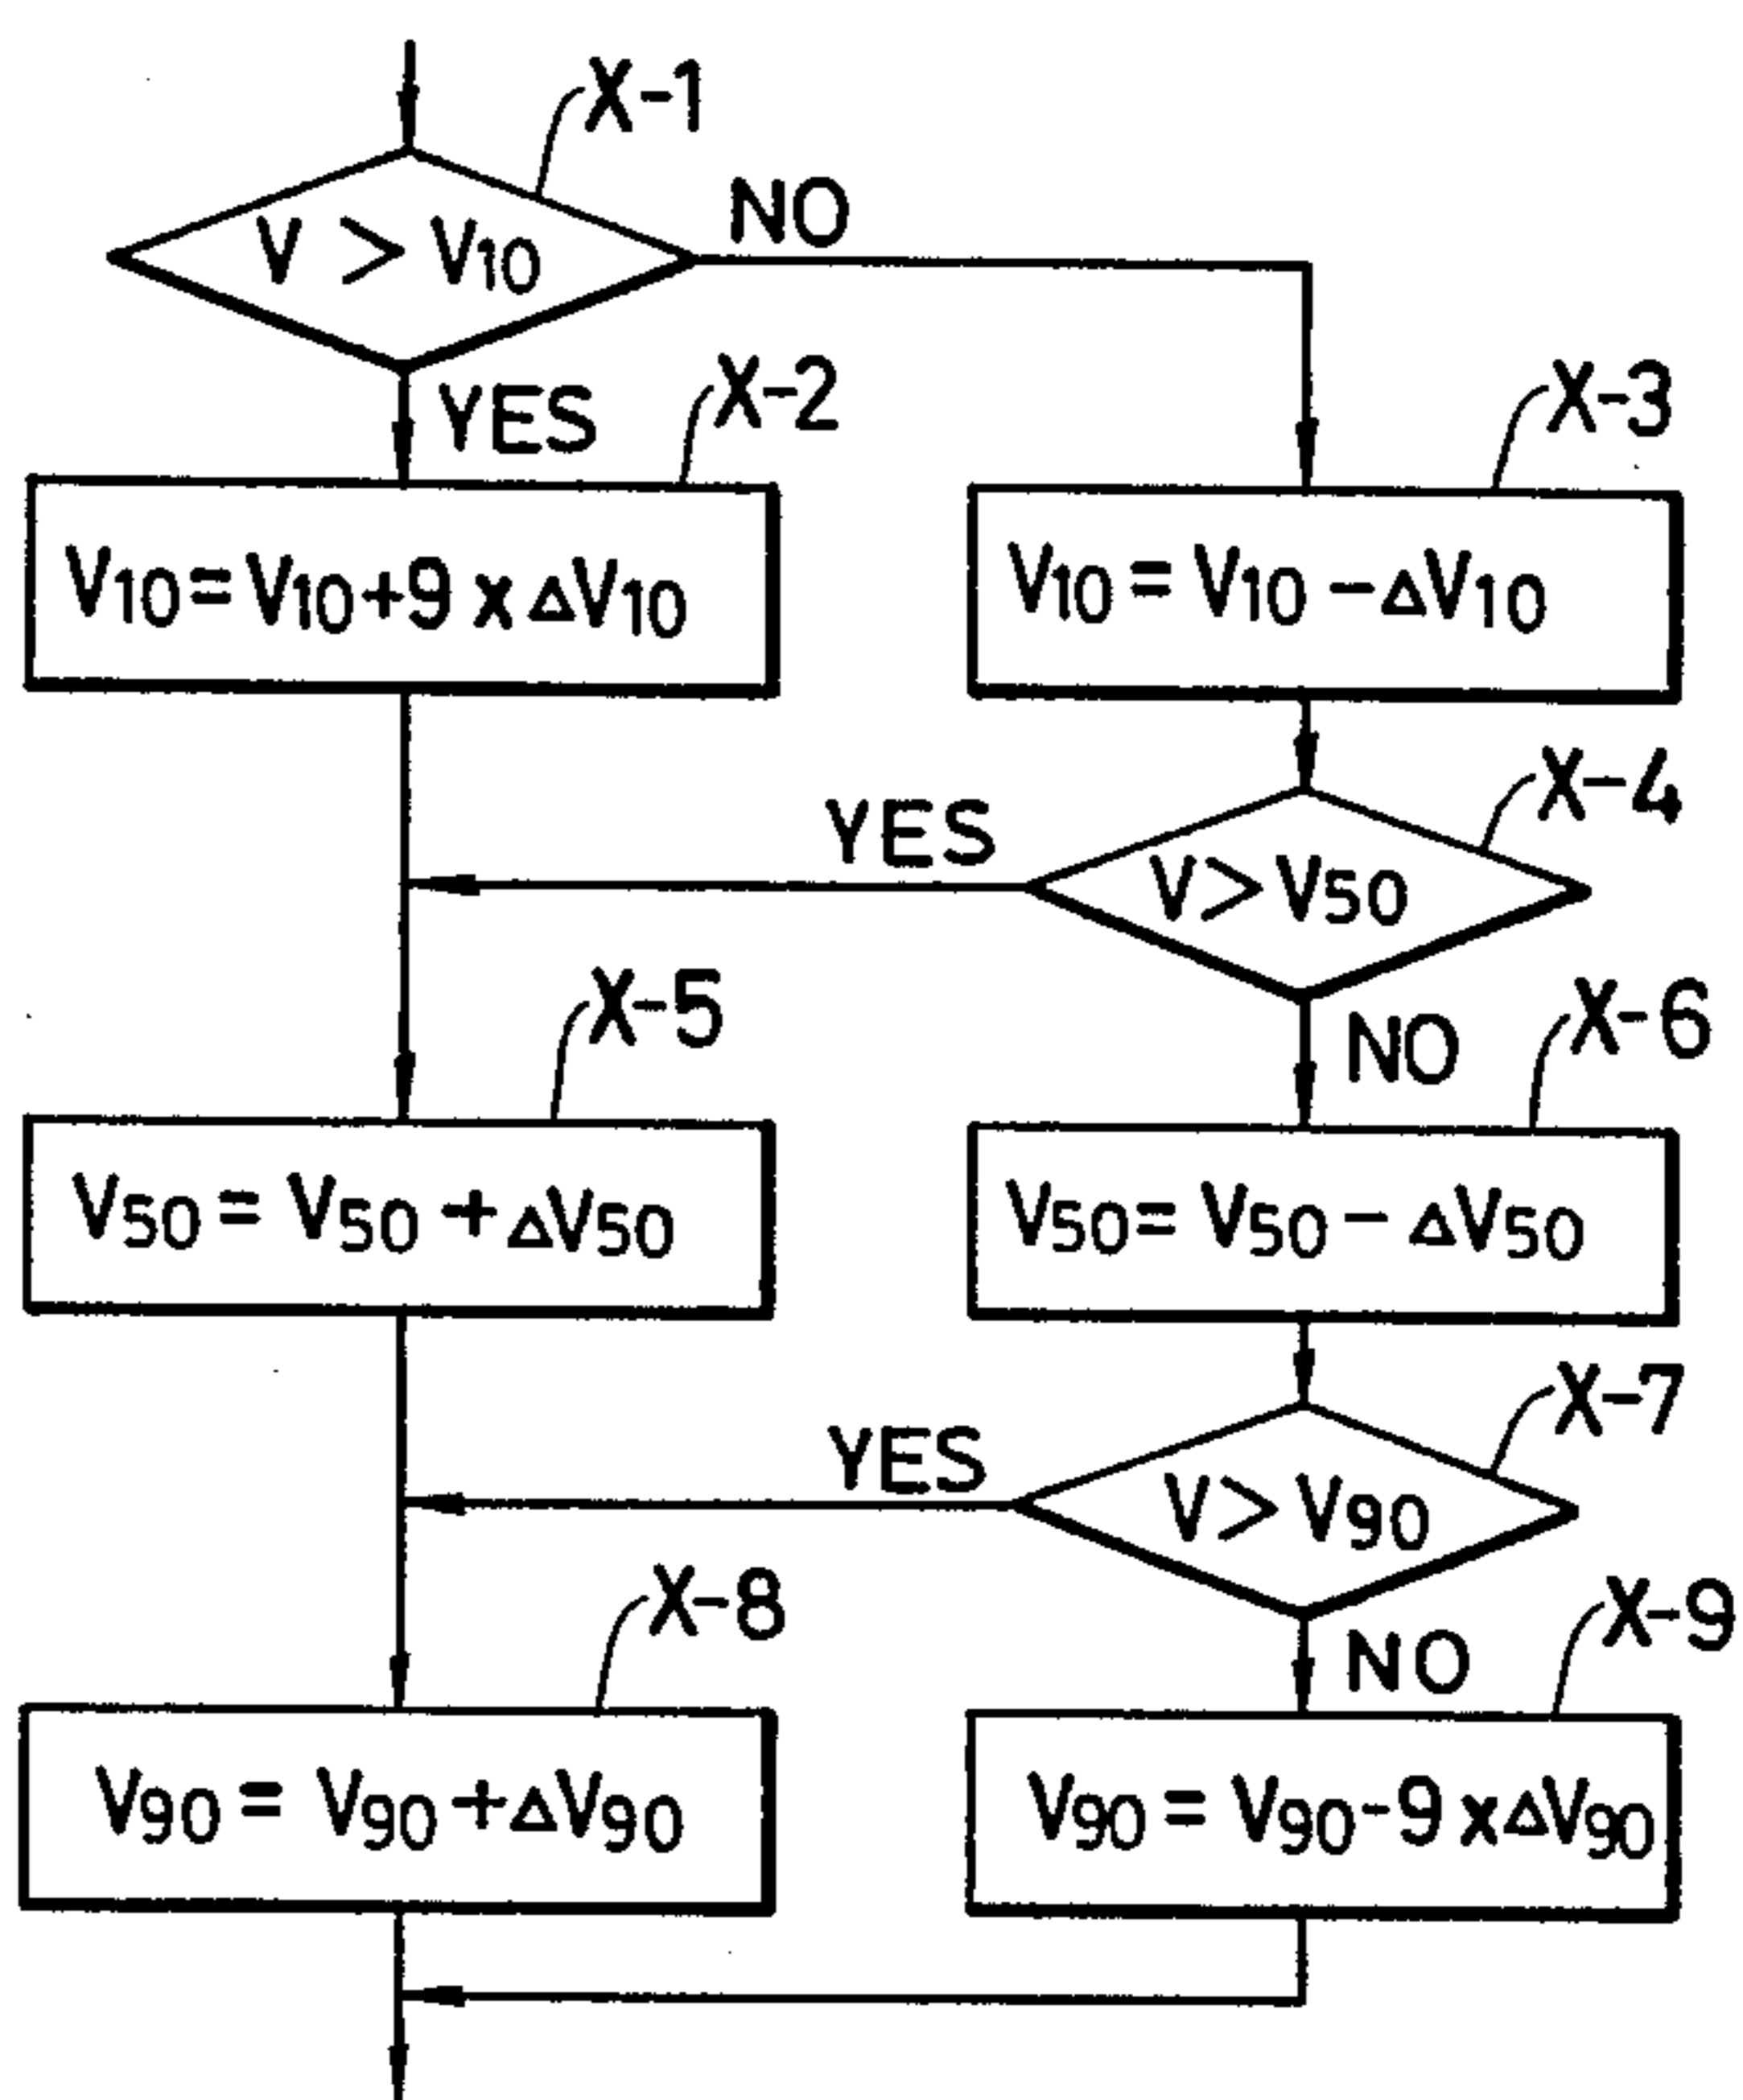 X-1
V > V10
NO
YES
X-2
X-3
V10 = V10 + 9 x ΔV10
V10 = V10 - ΔV10
X-4
YES
V > V50
X-5
NO
X-6
V50 = V50 + ΔV50
V50 = V50 - ΔV50
X-7
YES
V > V90
X-8
NO
X-9
V90 = V90 + ΔV90
V90 = V90 - 9 x ΔV90